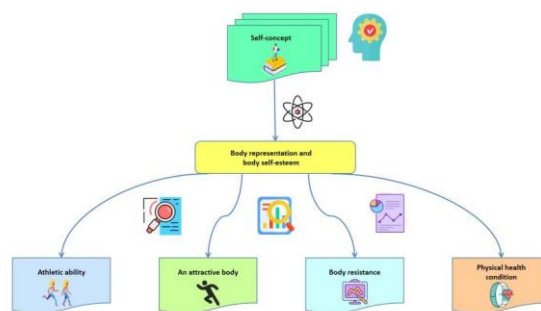 Self-concept
Body representation and
body self-esteem
Athletic ability
An attractive body
Body resistance
Physical health
condition